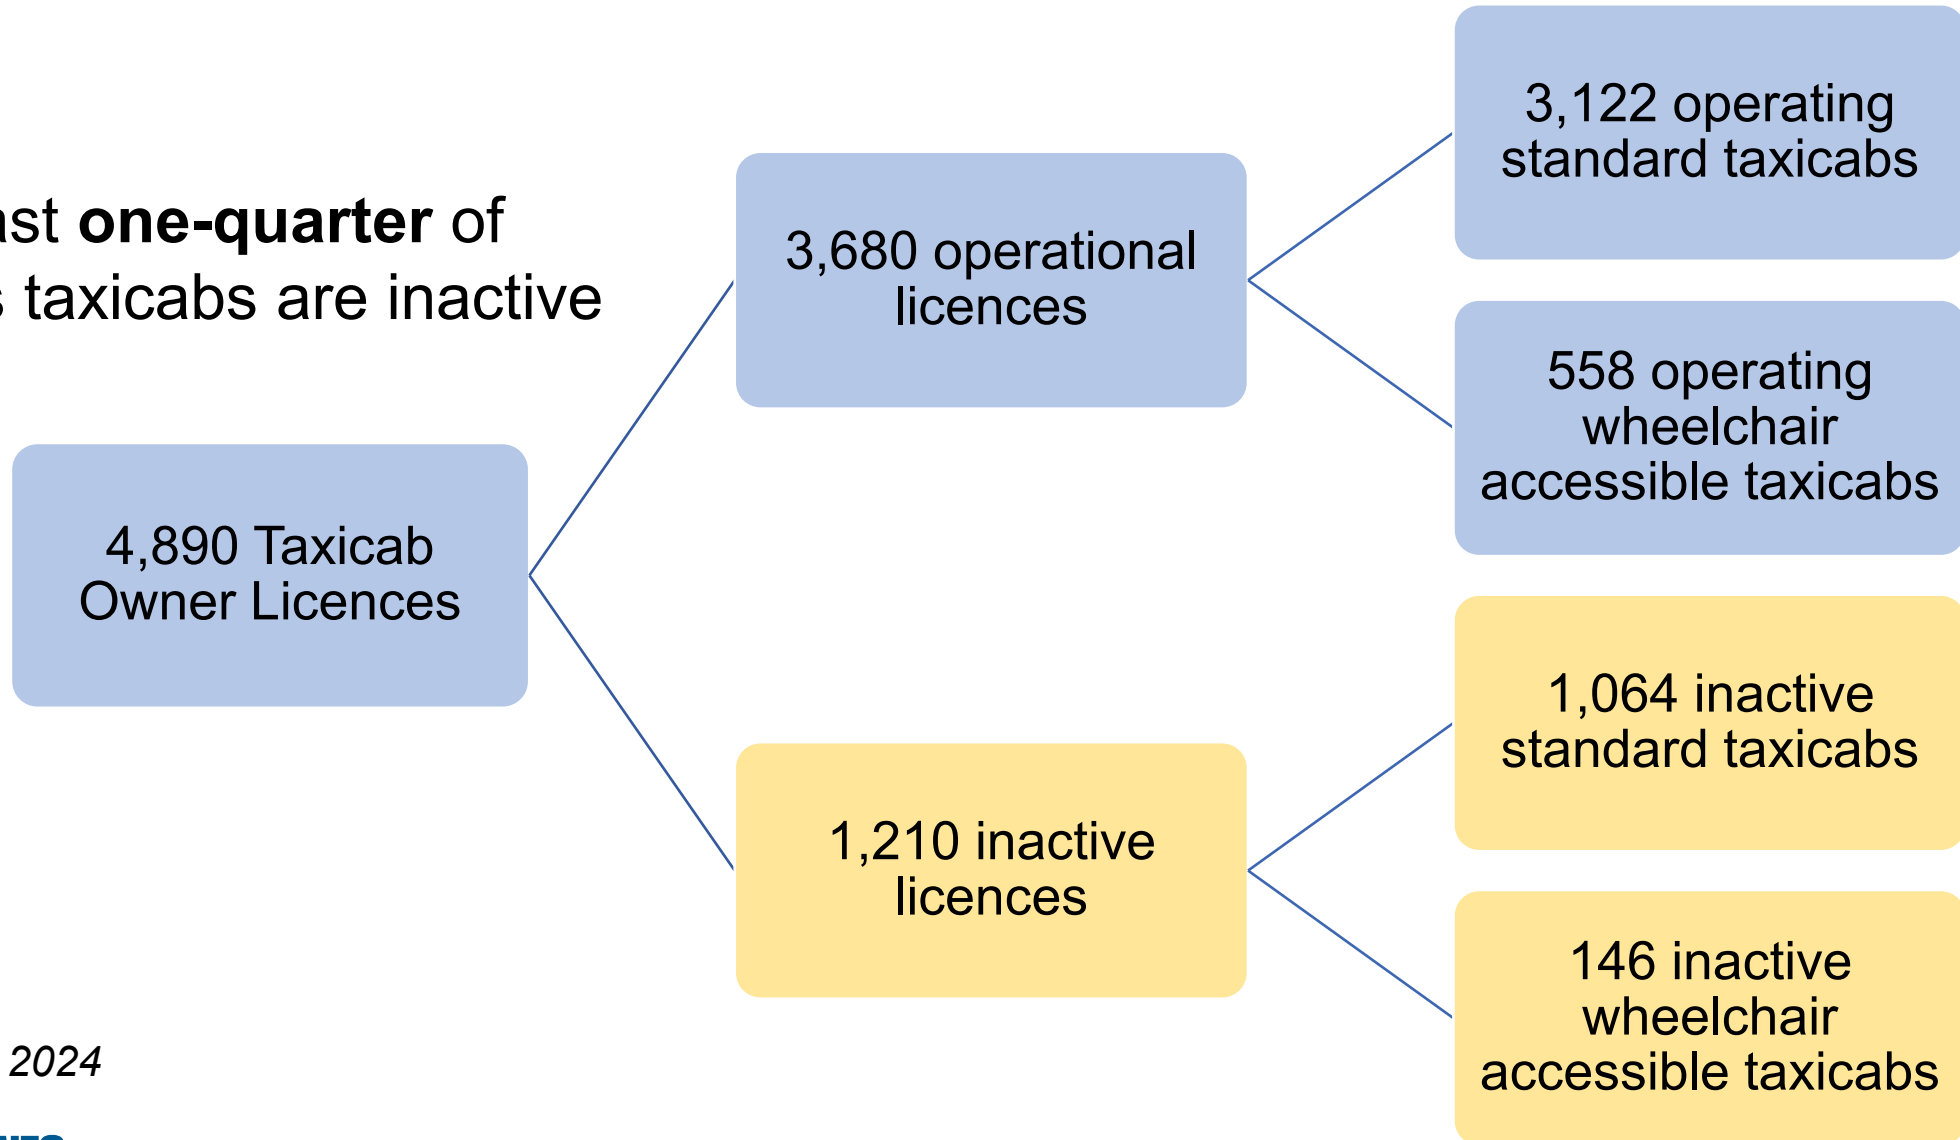 one-quarter of
taxicabs are inactive
4,890 Taxicab
Owner Licences
3,680 operational
licences
1,210 inactive
licences
3,122 operating
standard taxicabs
558 operating
wheelchair
accessible taxicabs
1,064 inactive
standard taxicabs
146 inactive
wheelchair
accessible taxicabs
2024